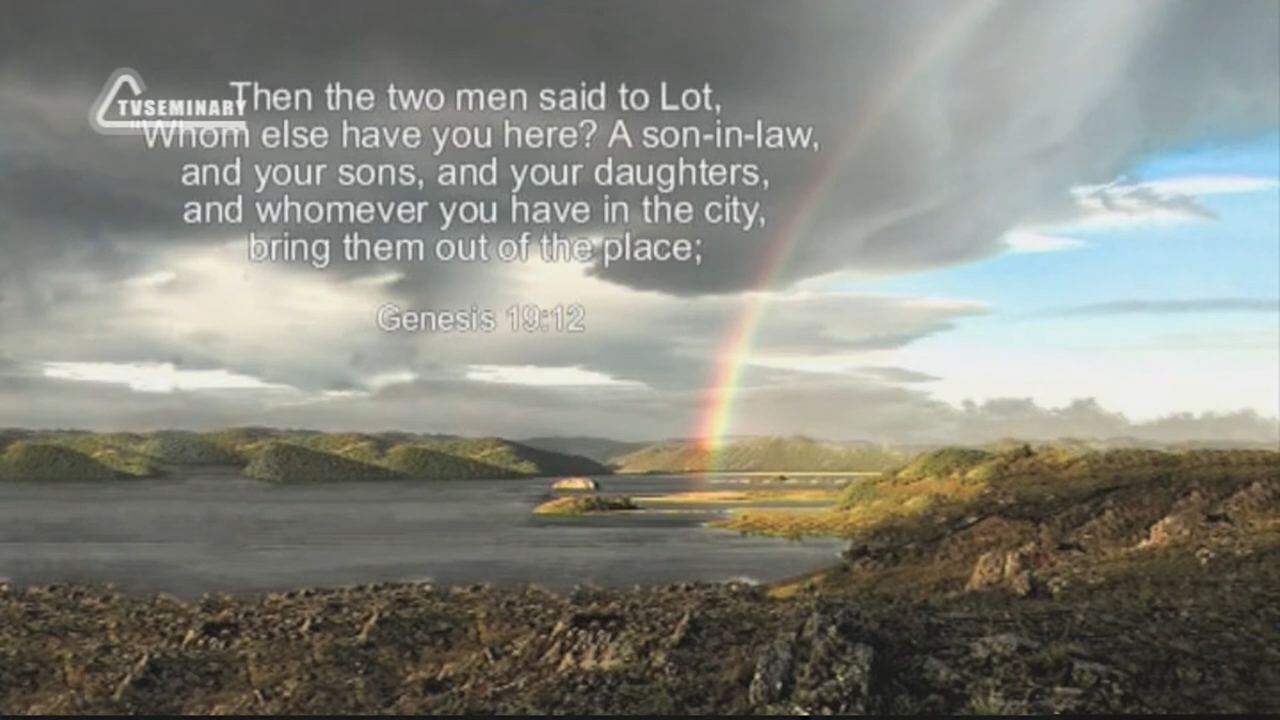 TVSEMINARY
Then the two men said to Lot,
Whom else have you here? A son-in-law,
and your sons, and your daughters,
and whomever you have in the city,
bring them out of the place;
Genesis 19:12